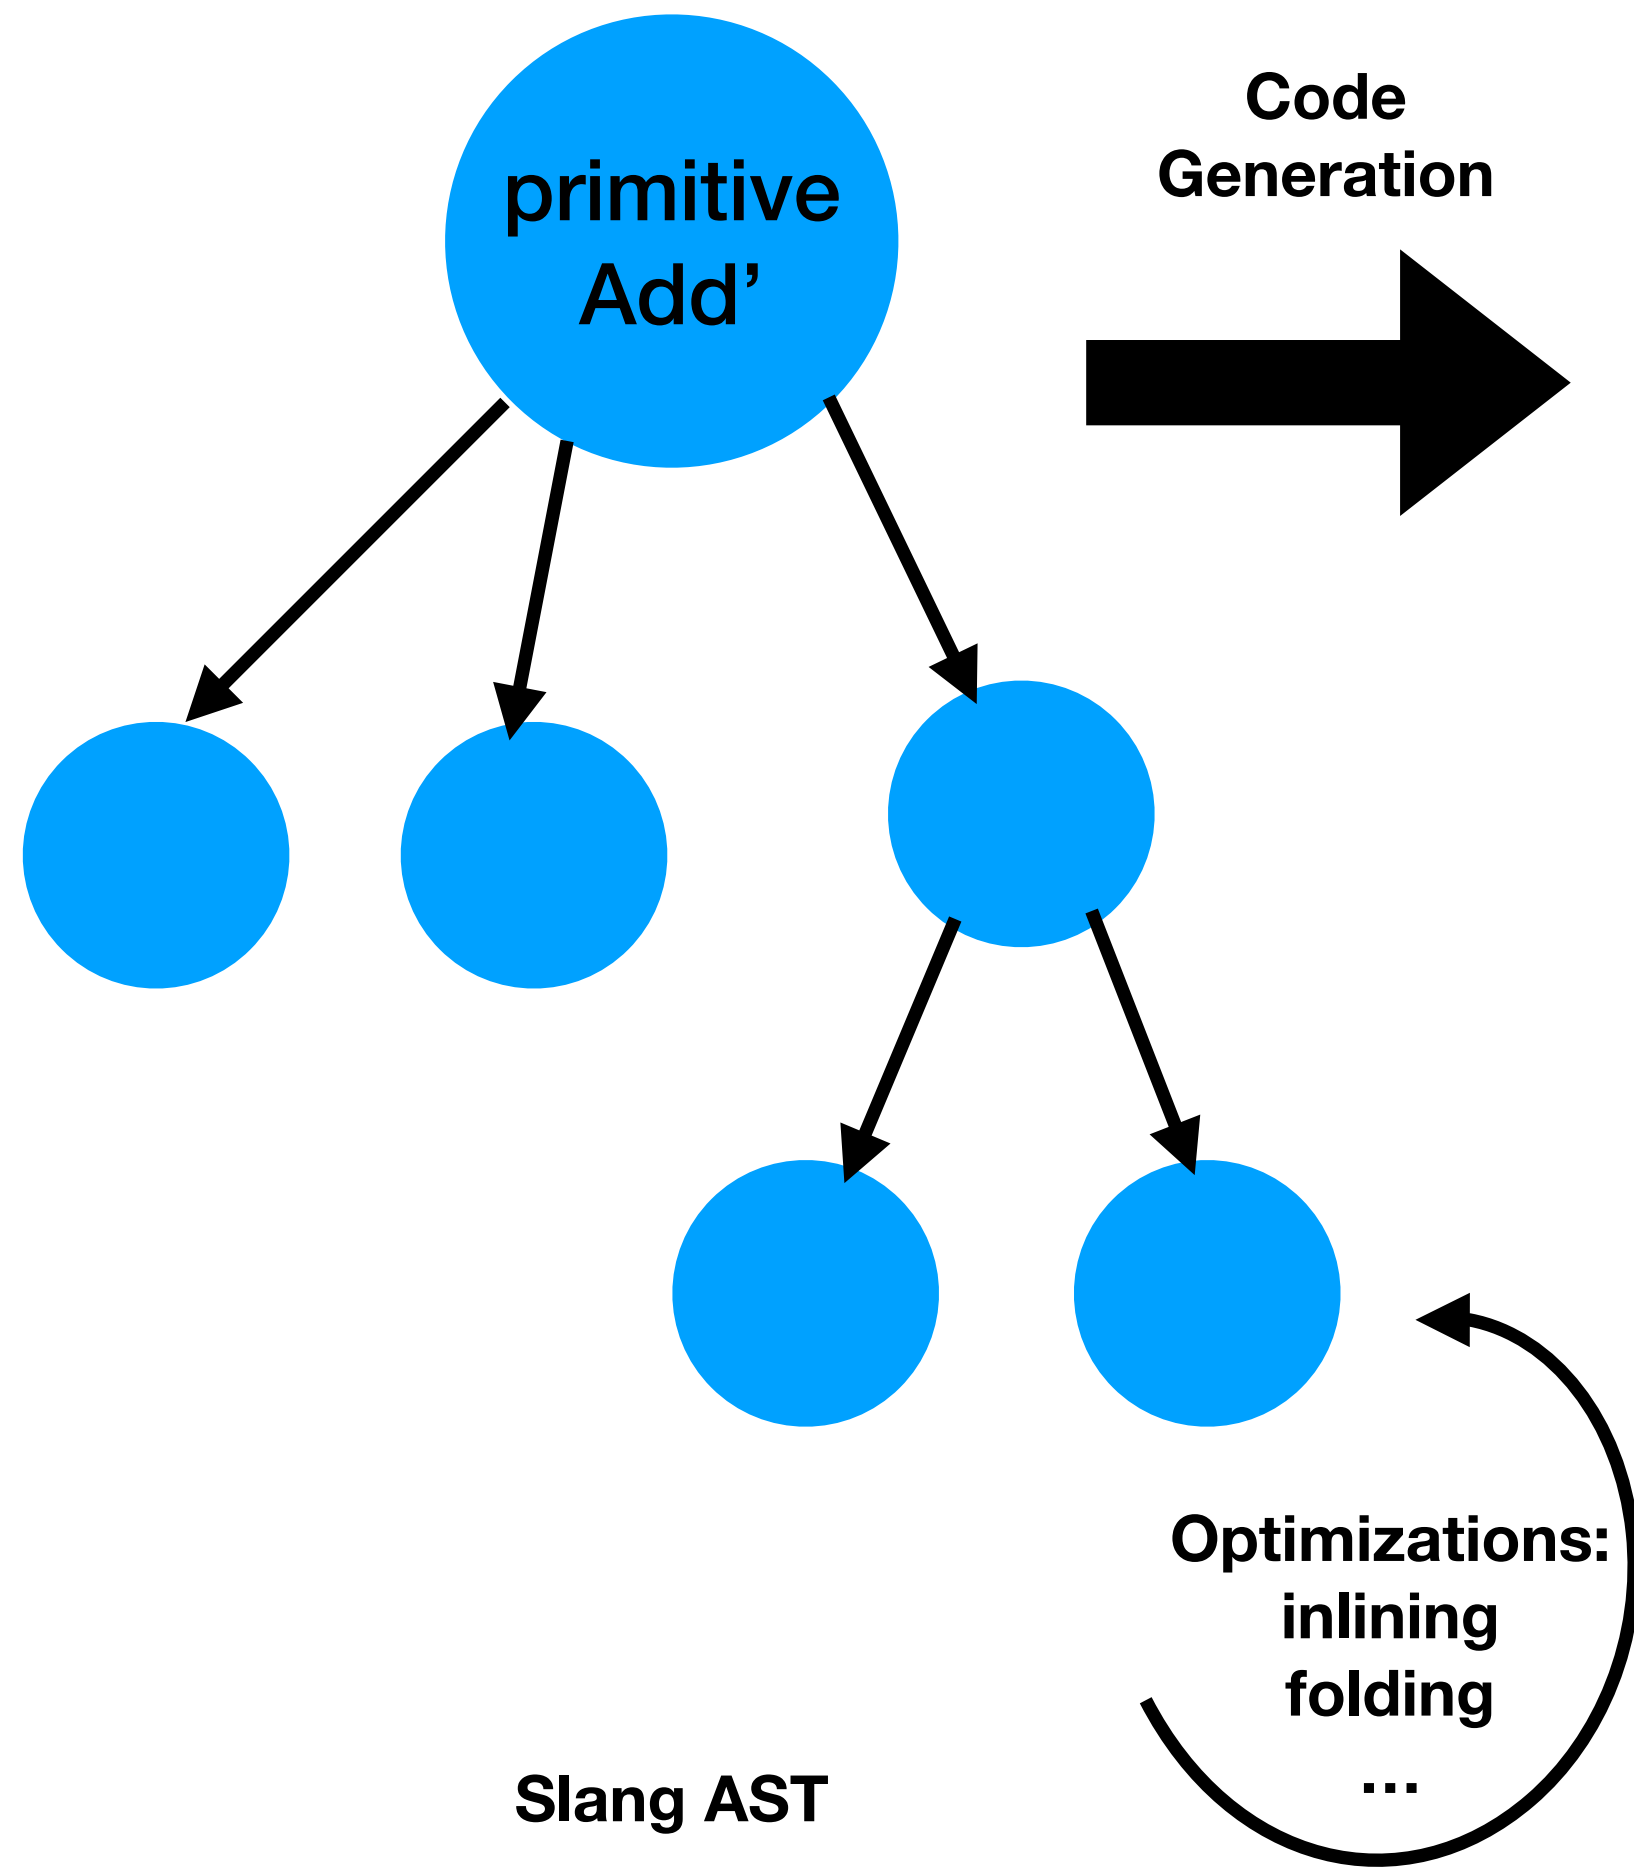 primitive
Add’
Code
Generation
Optimizations:
inlining
folding
...
Slang AST